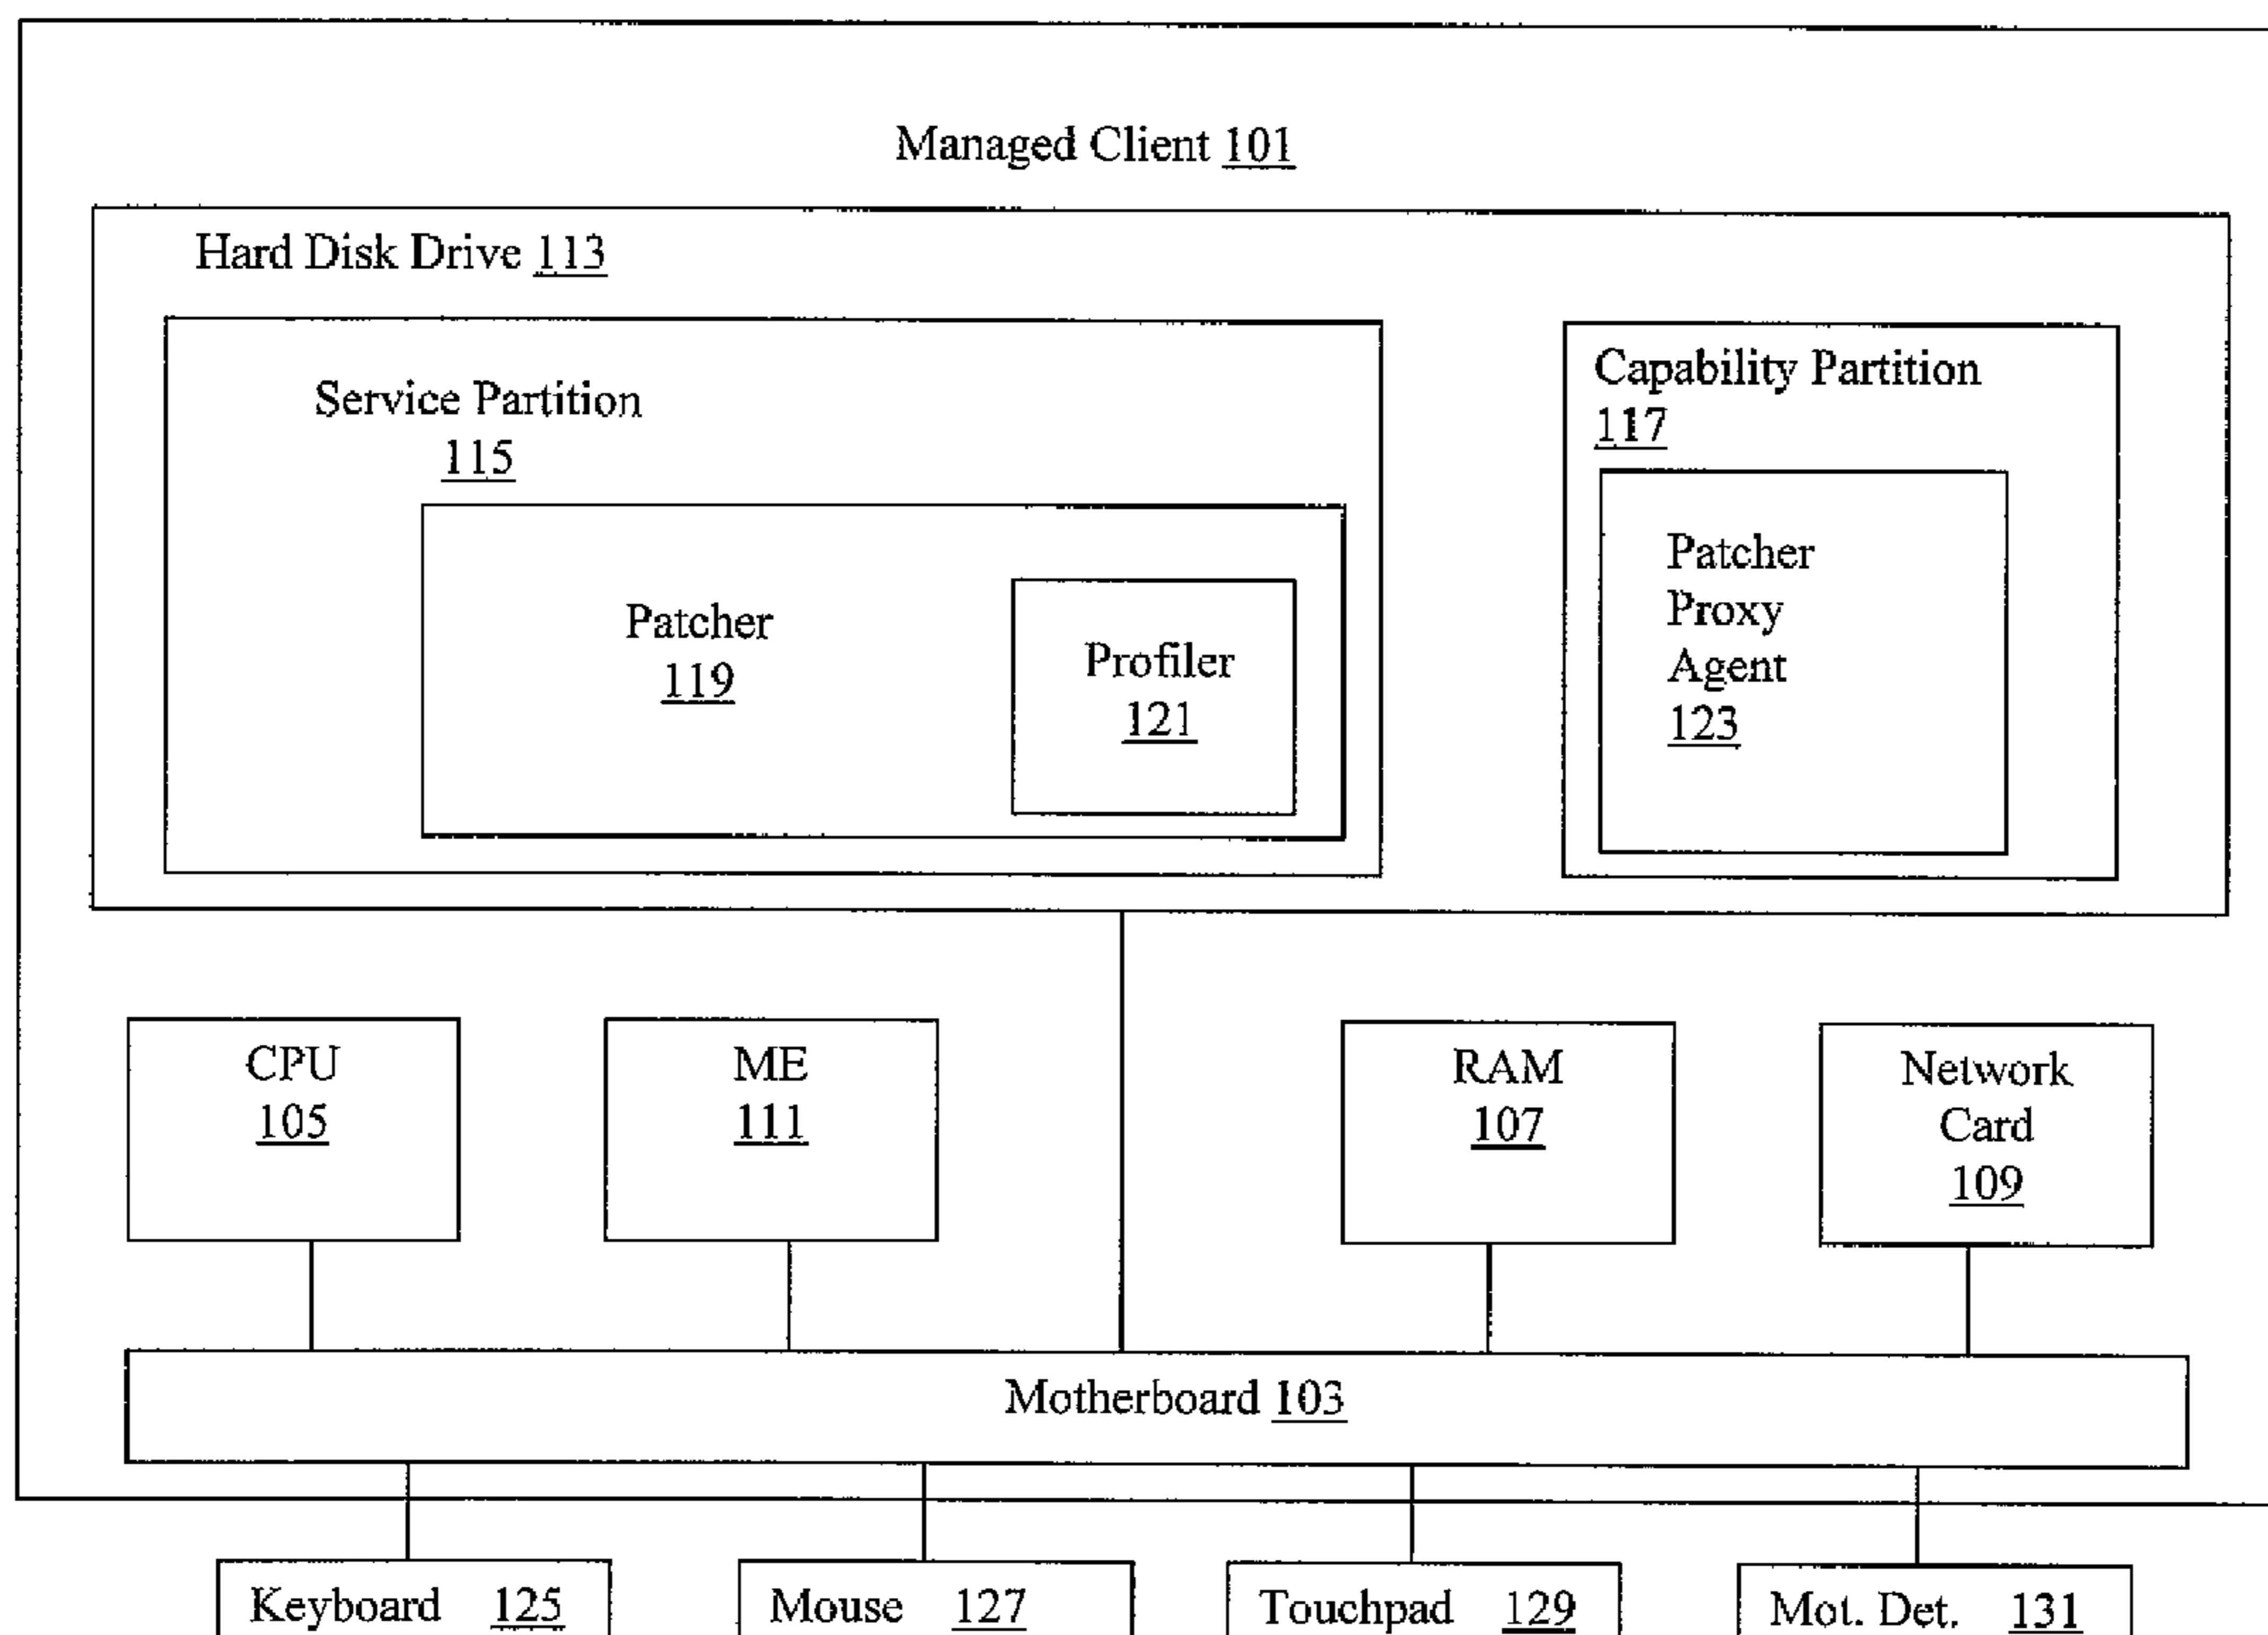 Managed Client 101
Hard Disk Drive 113
Service Partition
115
Capability Partition
117
Patcher
119
Profiler
121
Patcher
Proxy
Agent
123
CPU
105
ME
111
RAM
107
Network
Card
109
Motherboard 103
Keyboard 125
Mouse 127
Touchpad 129
Mot. Det. 131